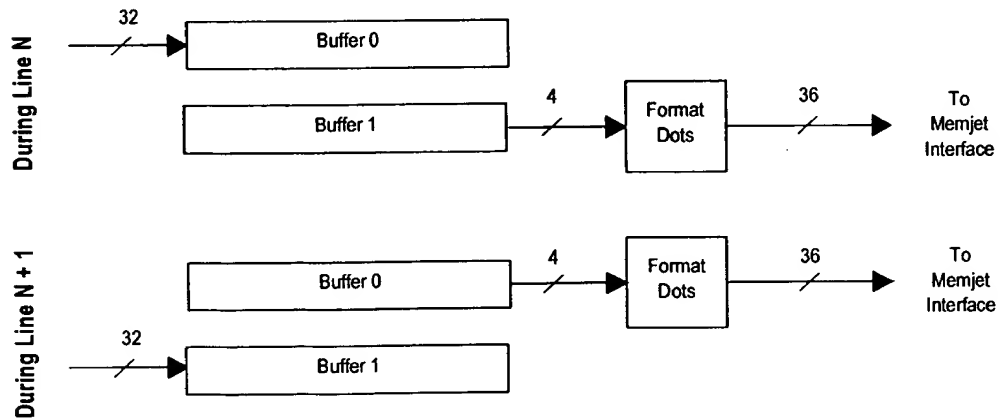 During Line N
32
Buffer 0
Buffer 1
4
Format
Dots
36
To
Memjet
Interface
During Line N + 1
Buffer 0
4
Format
Dots
36
To
Memjet
Interface
32
Buffer 1